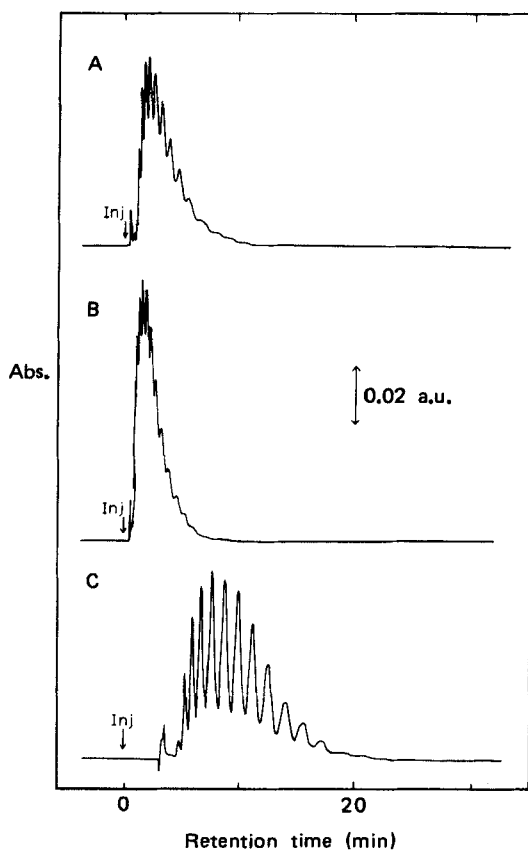 A
Inj
B
Abs.
0.02 a.u.
Inj
C
Inj
0 20
Retention time (min)